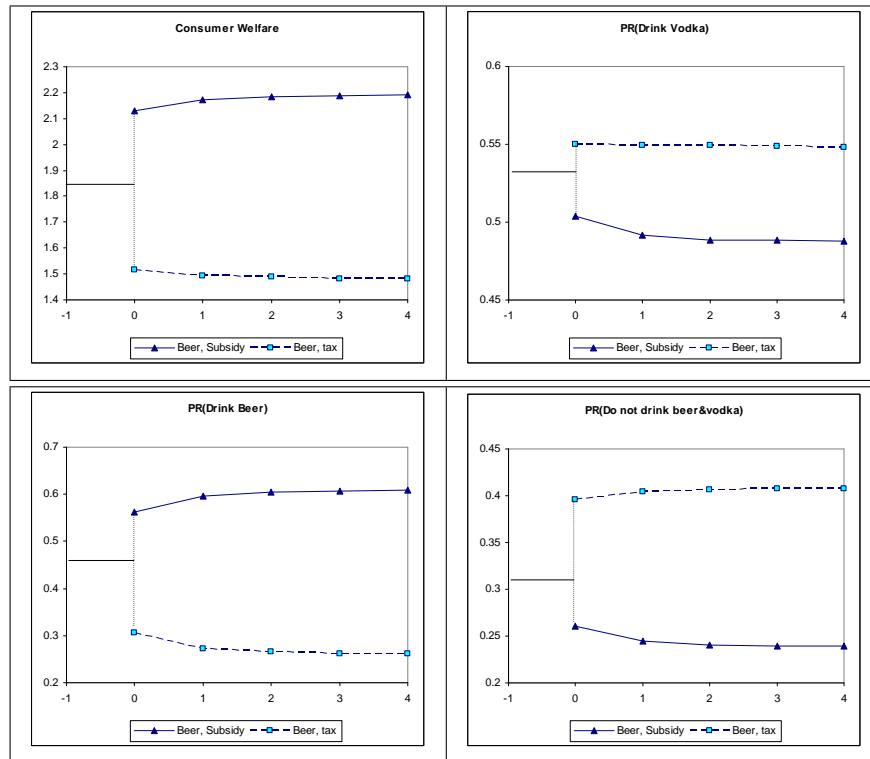 Consumer Welfare
2.3
2.2
2.1
2
1.9
1.8
1.7
1.6
1.5
1.4
-1 0 1 2 3 4
Beer, Subsidy Beer, tax
PR(Drink Vodka)
0.6
0.55
0.5
0.45
-1 0 1 2 3 4
Beer, Subsidy Beer, tax
PR(Drink Beer)
0.7
0.6
0.5
0.4
0.3
0.2
-1 0 1 2 3 4
Beer, Subsidy Beer, tax
PR(Do not drink beer&vodka)
0.45
0.4
0.35
0.3
0.25
0.2
-1 0 1 2 3 4
Beer, Subsidy Beer, tax